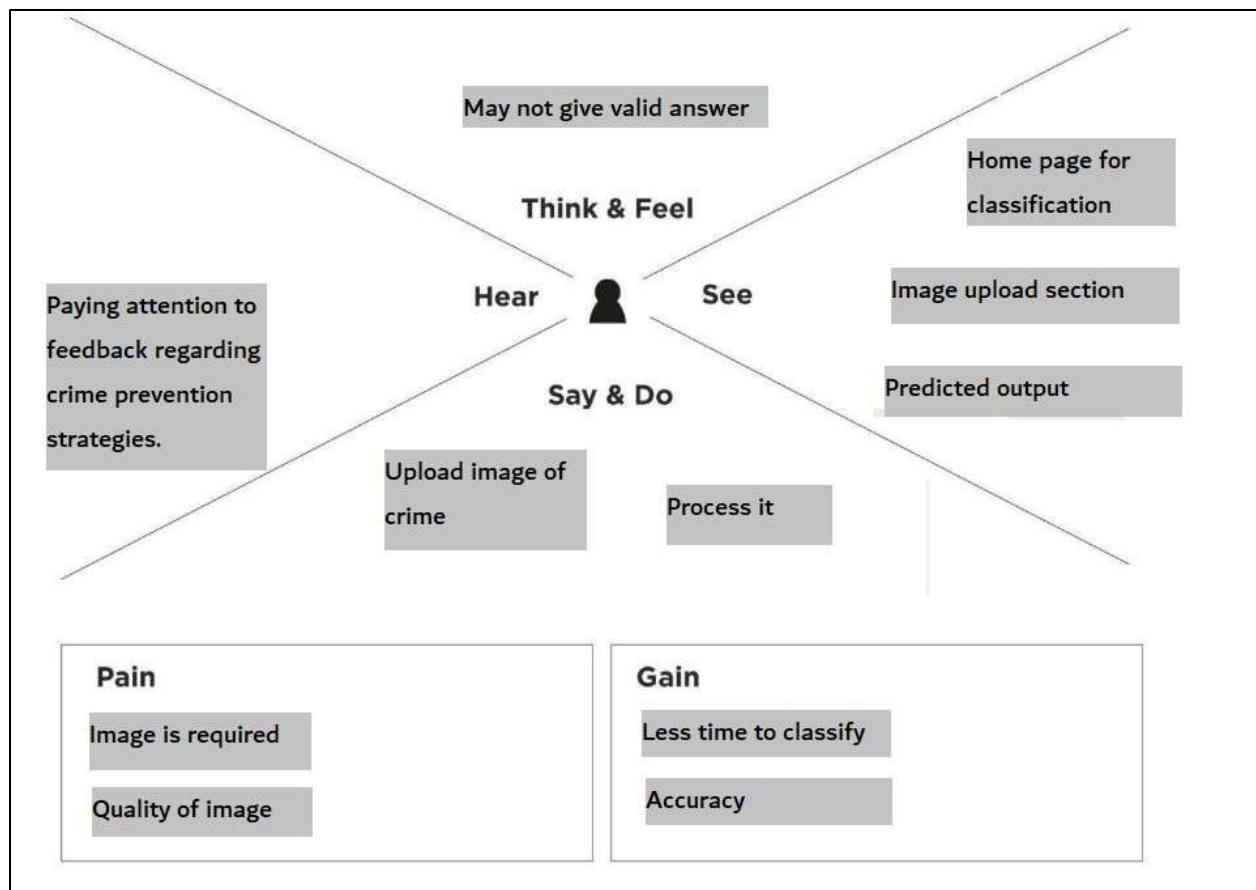 May not give valid answer
Think & Feel
Home page for
classification
Hear
See
Image upload section
Paying attention to
feedback regarding
crime prevention
strategies.
Predicted output
Say & Do
Upload image of
crime
Process it
Pain
Image is required
Quality of image
Gain
Less time to classify
Accuracy